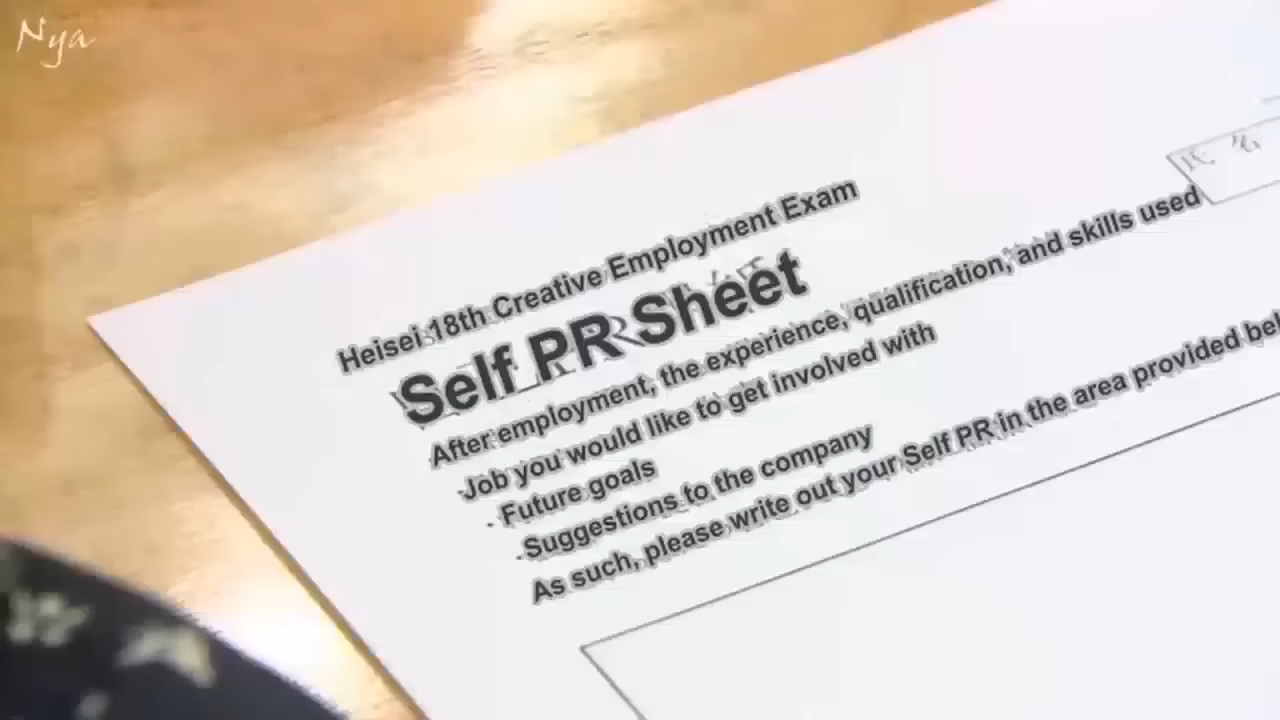 Nya
氏名
Heisei 18th Creative Employment Exam
Self PR Sheet
After employment, the experience, qualification, and skills used
·Job you would like to get involved with
· Future goals
·Suggestions to the company
As such, please write out your Self PR in the area provided